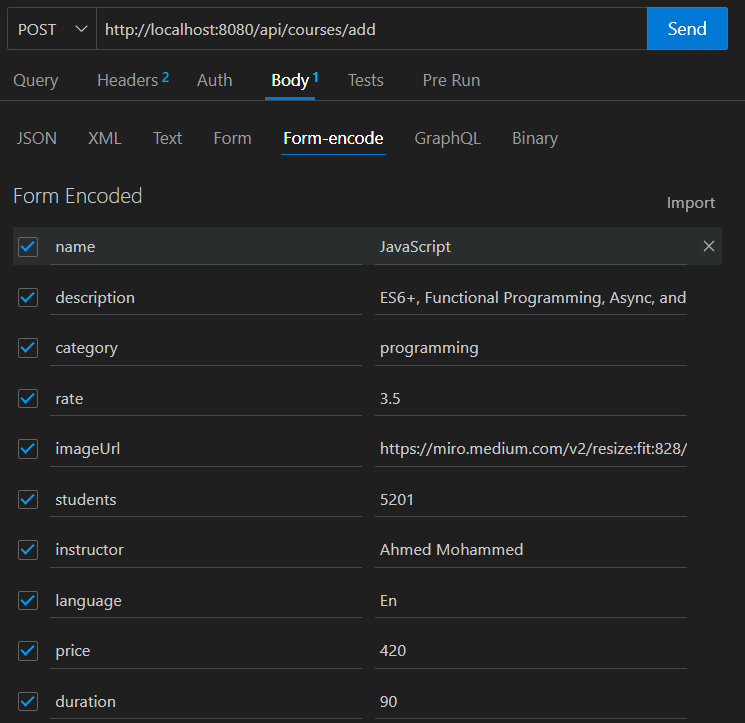 POST http://localhost:8080/api/courses/add Send
Query Headers 2 Auth Body 1 Tests Pre Run
JSON XML Text Form Form-encode GraphQL Binary
Form Encoded
Import
name JavaScript
description ES6+, Functional Programming, Async, and
category programming
rate 3.5
imageUrl https://miro.medium.com/v2/resize:fit:828/
students 5201
instructor Ahmed Mohammed
language En
price 420
duration 90